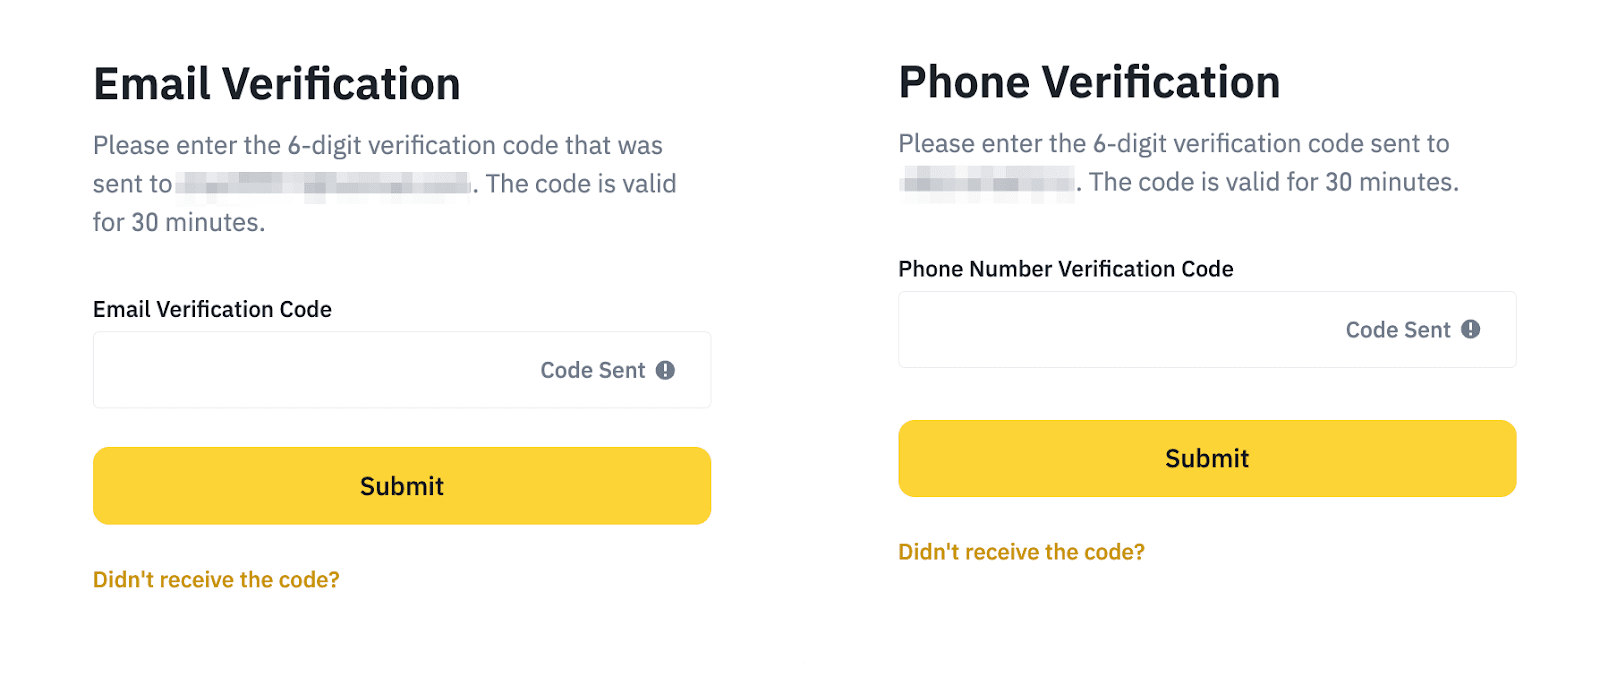 Email Verification
Please enter the 6-digit verification code that was
sent to . The code is valid
for 30 minutes.
Email Verification Code
Code Sent
Submit
Didn't receive the code?
Phone Verification
Please enter the 6-digit verification code sent to
. The code is valid for 30 minutes.
Phone Number Verification Code
Code Sent
Submit
Didn't receive the code?